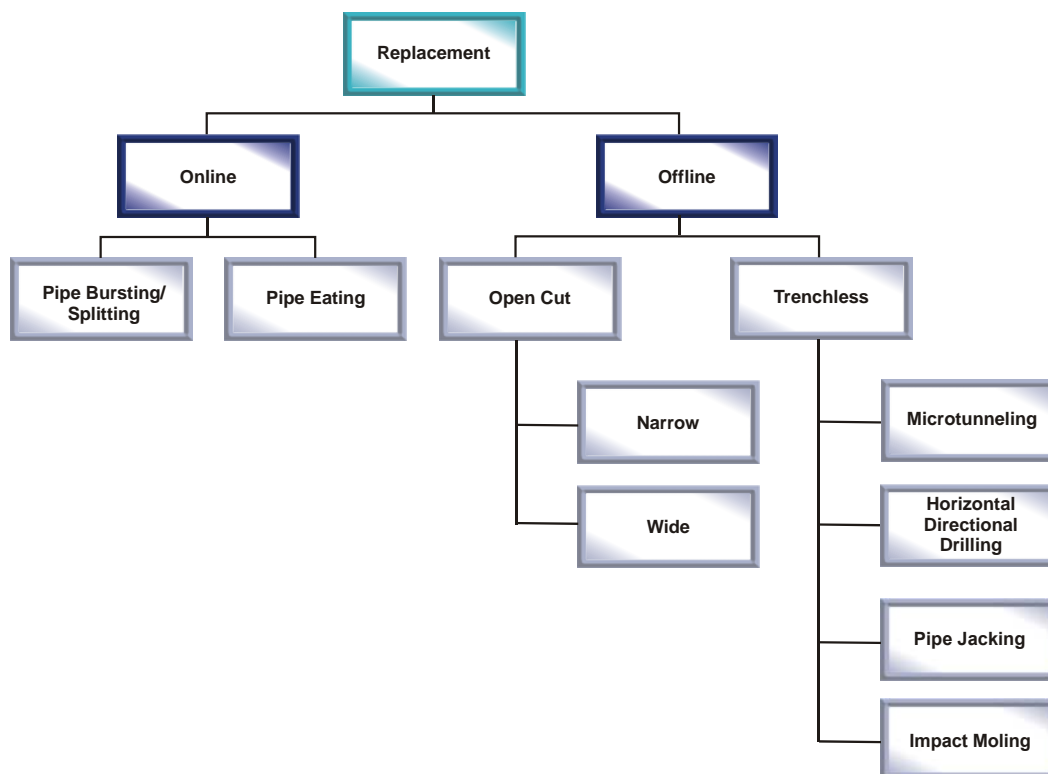 Replacement
Online
Offline
Pipe Bursting/
Splitting
Pipe Eating
Open Cut
Trenchless
Narrow
Microtunneling
Wide
Horizontal
Directional
Drilling
Pipe Jacking
Impact Moling